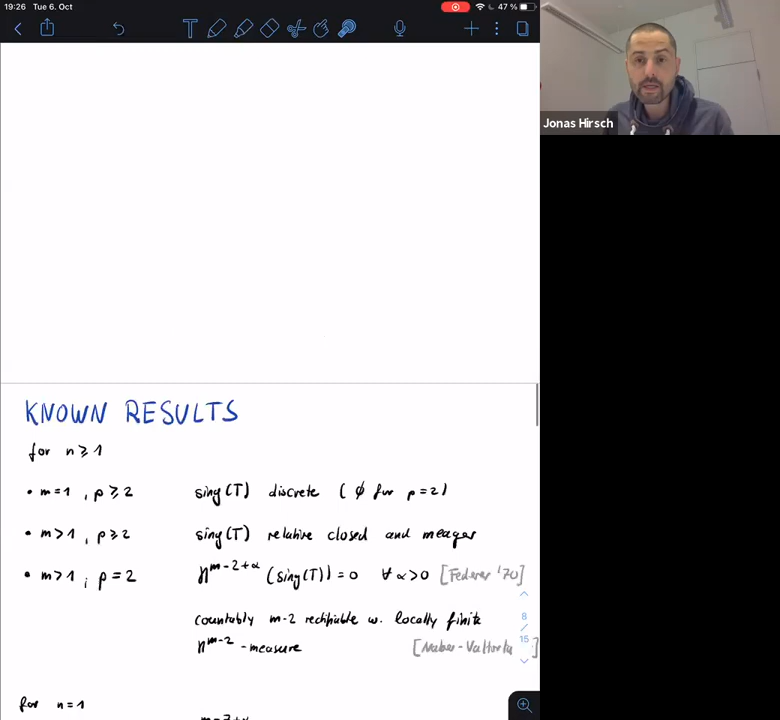 19:26 Tue 6. Oct 47 %
Jonas Hirsch
KNOWN RESULTS
for n ≥ 1
• m=1 , p ≥ 2 sing(T) discrete ( ∅ for p=2)
• m>1 , p ≥ 2 sing(T) relative closed and meager
• m>1 , p = 2 H^{m-2+α} (sing(T)) = 0 ∀ α>0 [Federer '70]
countably m-2 rectifiable w. locally finite
H^{m-2} -measure [Naber-Valtorta]
8 / 15
for n=1